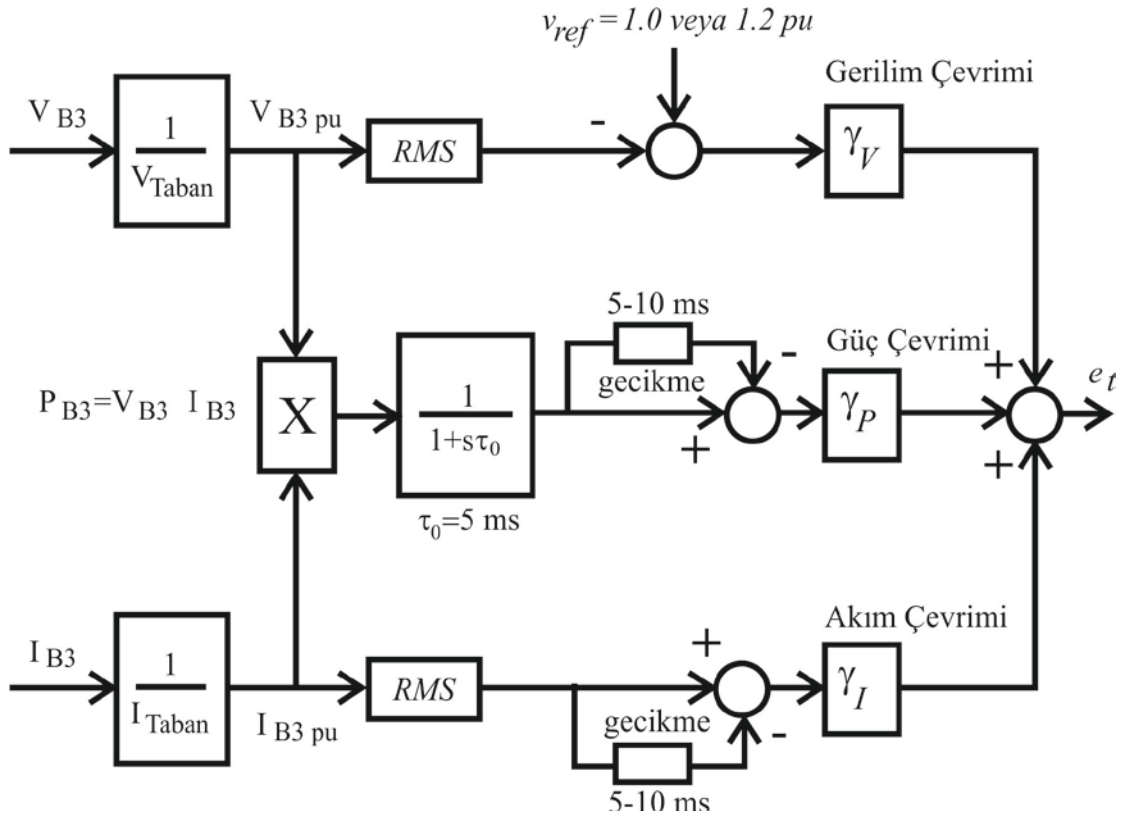 v_ref = 1.0 veya 1.2 pu
Gerilim Çevrimi
V B3
1
V Taban
V B3 pu
RMS
-
γ_V
5-10 ms
gecikme
-
Güç Çevrimi
+
e_t
P B3=V B3 I B3
X
1
1+sτ₀
τ₀=5 ms
+
γ_P
+
Akım Çevrimi
I B3
1
I Taban
I B3 pu
RMS
+
gecikme
-
5-10 ms
γ_I